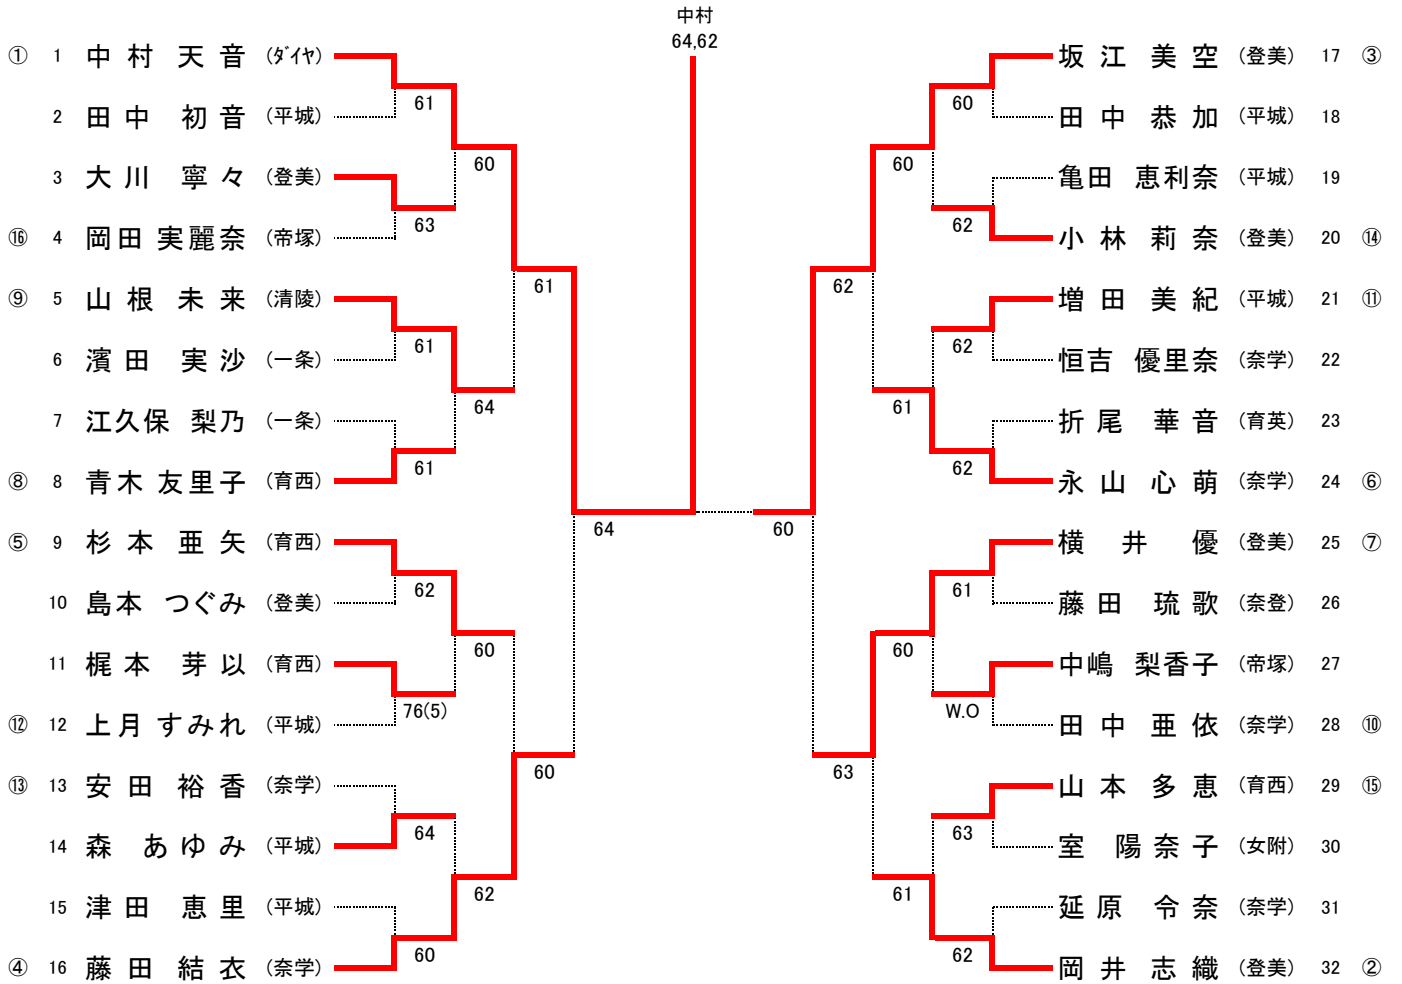 中村
64,62
① 1 中村 天音 (ダイヤ)
2 田中 初音 (平城)
3 大川 寧々 (登美)
⑯ 4 岡田 実麗奈 (帝塚)
⑨ 5 山根 未来 (清陵)
6 濱田 実沙 (一条)
7 江久保 梨乃 (一条)
⑧ 8 青木 友里子 (育西)
⑤ 9 杉本 亜矢 (育西)
10 島本 つぐみ (登美)
11 梶本 芽以 (育西)
⑫ 12 上月 すみれ (平城)
⑬ 13 安田 裕香 (奈学)
14 森 あゆみ (平城)
15 津田 恵里 (平城)
④ 16 藤田 結衣 (奈学)
61
63
61
61
62
76(5)
64
60
60
64
60
62
61
60
64
60
62
63
60
61
60
61
60
62
62
62
61
W.O
63
62
坂江 美空 (登美) 17 ③
田中 恭加 (平城) 18
亀田 恵利奈 (平城) 19
小林 莉奈 (登美) 20 ⑭
増田 美紀 (平城) 21 ⑪
恒吉 優里奈 (奈学) 22
折尾 華音 (育英) 23
永山 心萌 (奈学) 24 ⑥
横井 優 (登美) 25 ⑦
藤田 琉歌 (奈登) 26
中嶋 梨香子 (帝塚) 27
田中 亜依 (奈学) 28 ⑩
山本 多恵 (育西) 29 ⑮
室 陽奈子 (女附) 30
延原 令奈 (奈学) 31
岡井 志織 (登美) 32 ②